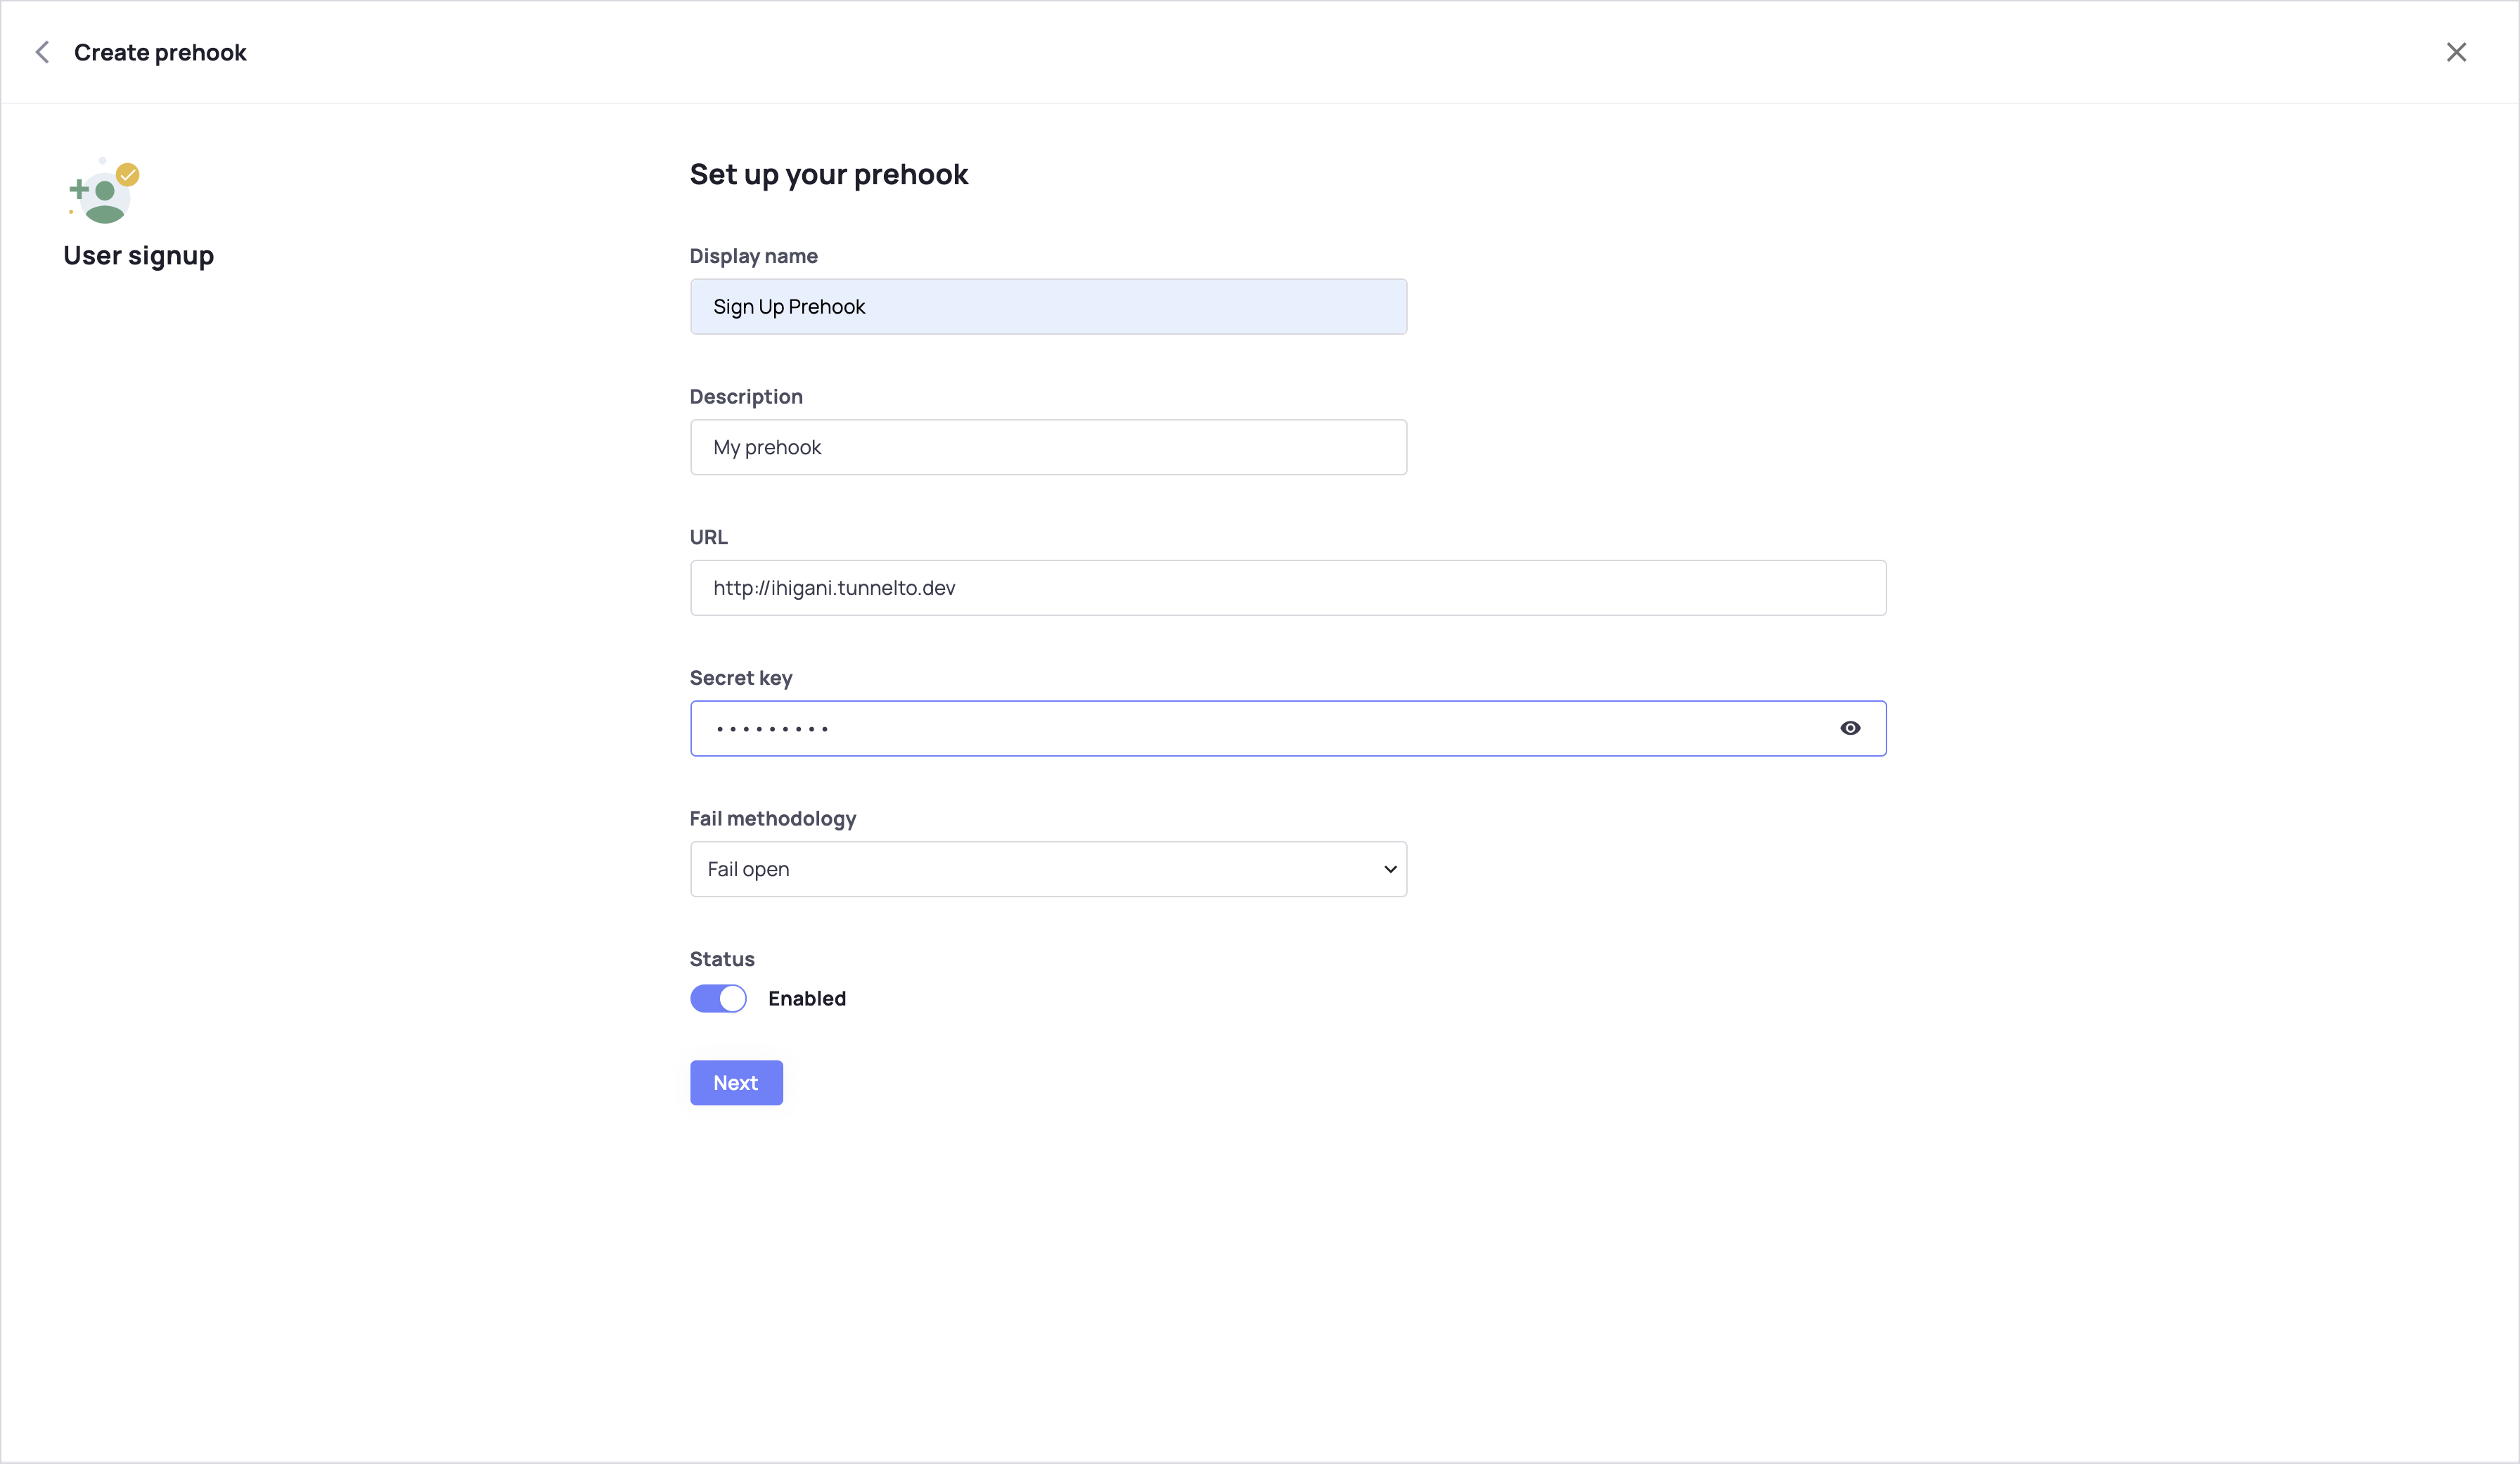 Create prehook
User signup
Set up your prehook
Display name
Sign Up Prehook
Description
My prehook
URL
http://ihigani.tunnelto.dev
Secret key
•••••••••
Fail methodology
Fail open
Status
Enabled
Next